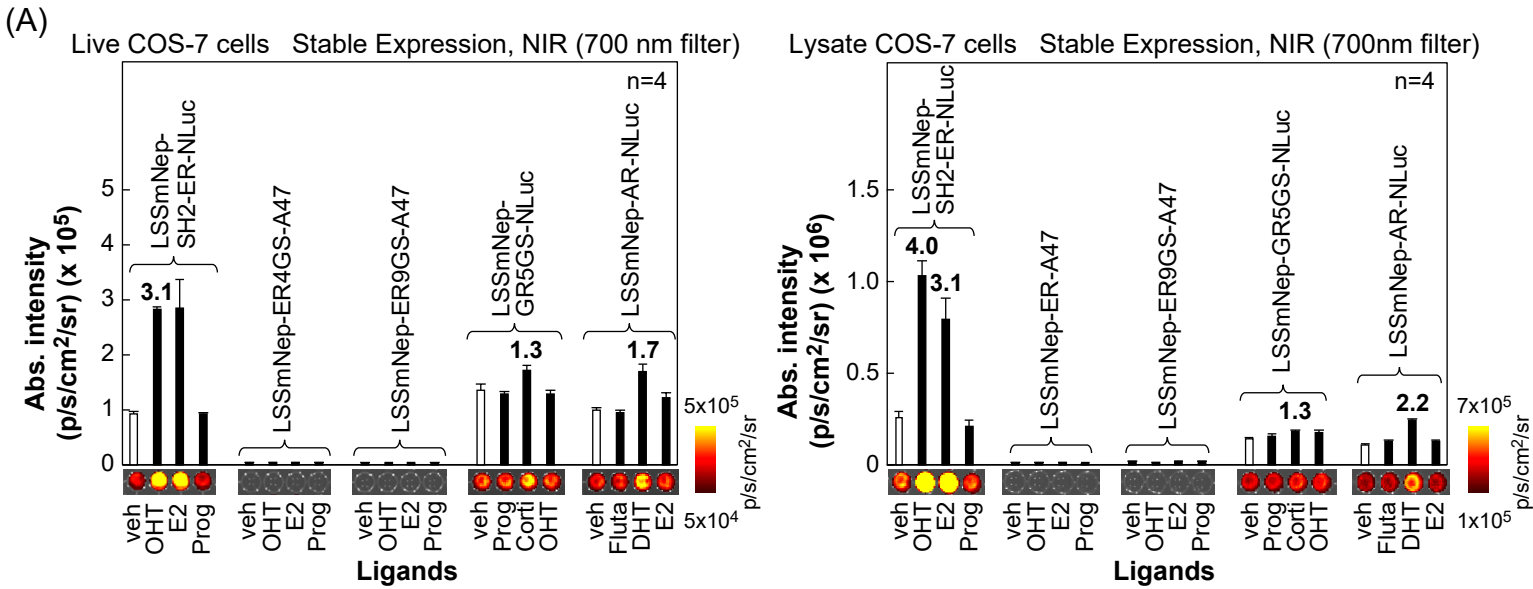 (A)
Live COS-7 cells Stable Expression, NIR (700 nm filter)
n=4
LSSmNep-
SH2-ER-NLuc
LSSmNep-ER4GS-A47
LSSmNep-ER9GS-A47
LSSmNep-
GR5GS-NLuc
LSSmNep-AR-NLuc
Abs. intensity
(p/s/cm²/sr) (x 10⁵)
5
4
3
2
1
0
3.1
1.3
1.7
5x10⁵
p/s/cm²/sr
5x10⁴
veh OHT E2 Prog
veh OHT E2 Prog
veh OHT E2 Prog
veh Prog Corti OHT
veh Fluta DHT E2
Ligands
Lysate COS-7 cells Stable Expression, NIR (700nm filter)
n=4
LSSmNep-
SH2-ER-NLuc
LSSmNep-ER-A47
LSSmNep-ER9GS-A47
LSSmNep-GR5GS-NLuc
LSSmNep-AR-NLuc
Abs. intensity
(p/s/cm²/sr) (x 10⁶)
1.5
1.0
0.5
0
4.0
3.1
1.3
2.2
7x10⁵
p/s/cm²/sr
1x10⁵
veh OHT E2 Prog
veh OHT E2 Prog
veh OHT E2 Prog
veh Prog Corti OHT
veh Fluta DHT E2
Ligands